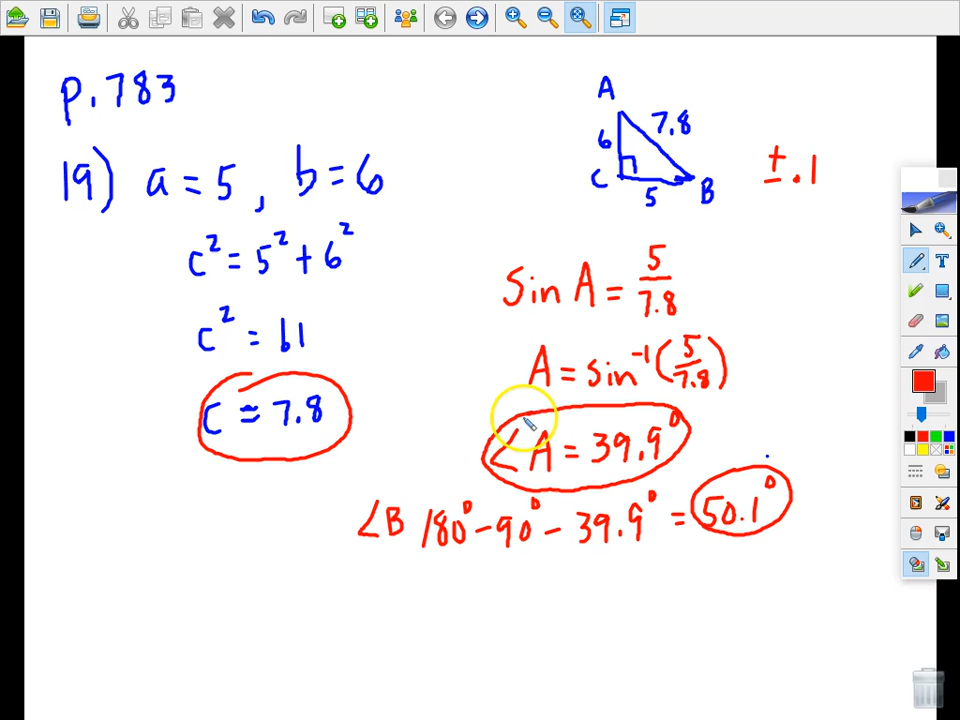 p.783
19) a = 5, b = 6
c² = 5² + 6²
c² = 61
c ≈ 7.8
A
6
7.8
C
5
B
± .1
sin A = 5/7.8
A = sin⁻¹(5/7.8)
∠A = 39.9°
∠B 180° - 90° - 39.9° = 50.1°